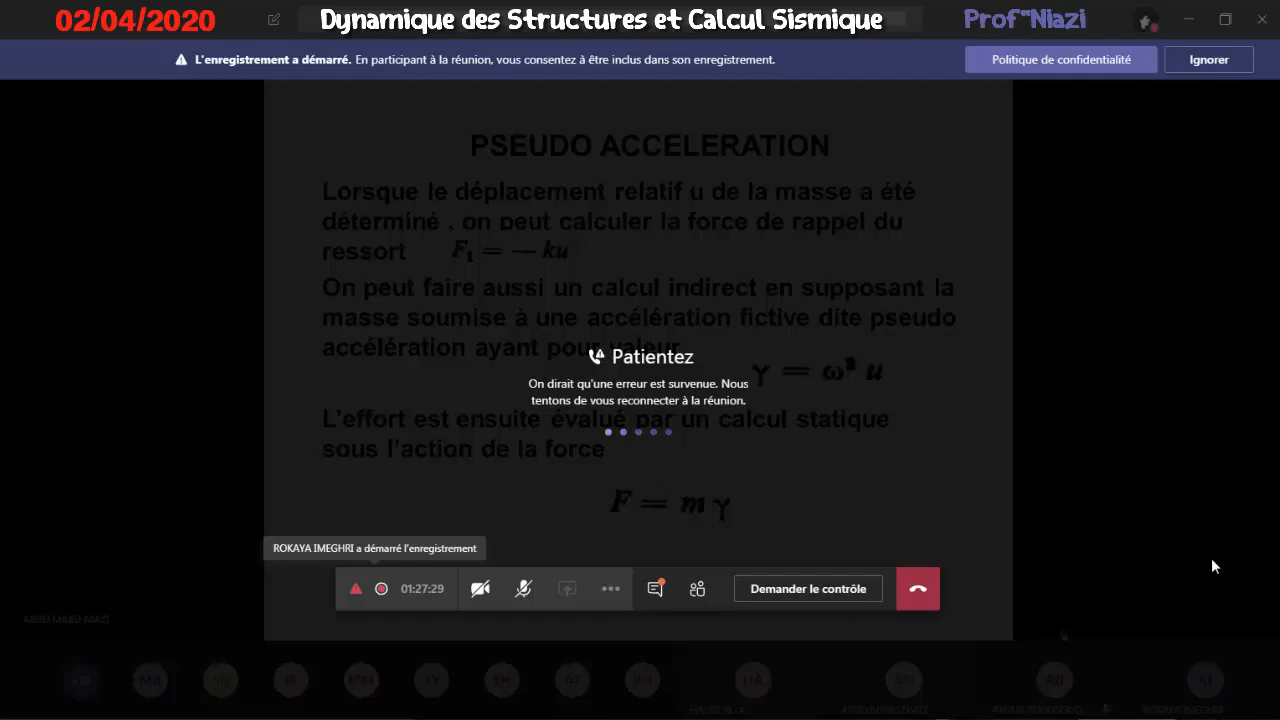 02/04/2020
Dynamique des Structures et Calcul Sismique
Prof"Niazi
L'enregistrement a démarré. En participant à la réunion, vous consentez à être inclus dans son enregistrement.
Politique de confidentialité
Ignorer
PSEUDO ACCELERATION
Lorsque le déplacement relatif u de la masse a été
déterminé , on peut calculer la force de rappel du
ressort F₁ = — ku
On peut faire aussi un calcul indirect en supposant la
masse soumise à une accélération fictive dite pseudo
accélération ayant pour valeur
γ = ω² u
Patientez
On dirait qu'une erreur est survenue. Nous
tentons de vous reconnecter à la réunion.
L'effort est ensuite évalué par un calcul statique
sous l'action de la force
F = m γ
ROKAYA IMEGHRI a démarré l'enregistrement
01:27:29
Demander le contrôle
ABDELMAJID NIAZI